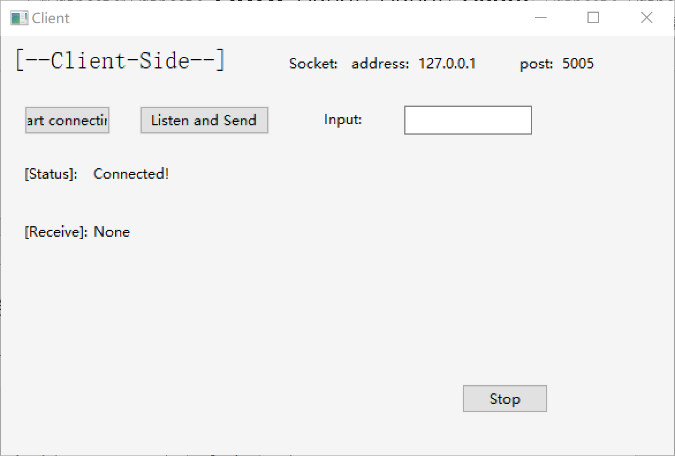 Client
[--Client-Side--] Socket: address: 127.0.0.1 post: 5005
art connectin Listen and Send Input:
[Status]: Connected!
[Receive]: None
Stop